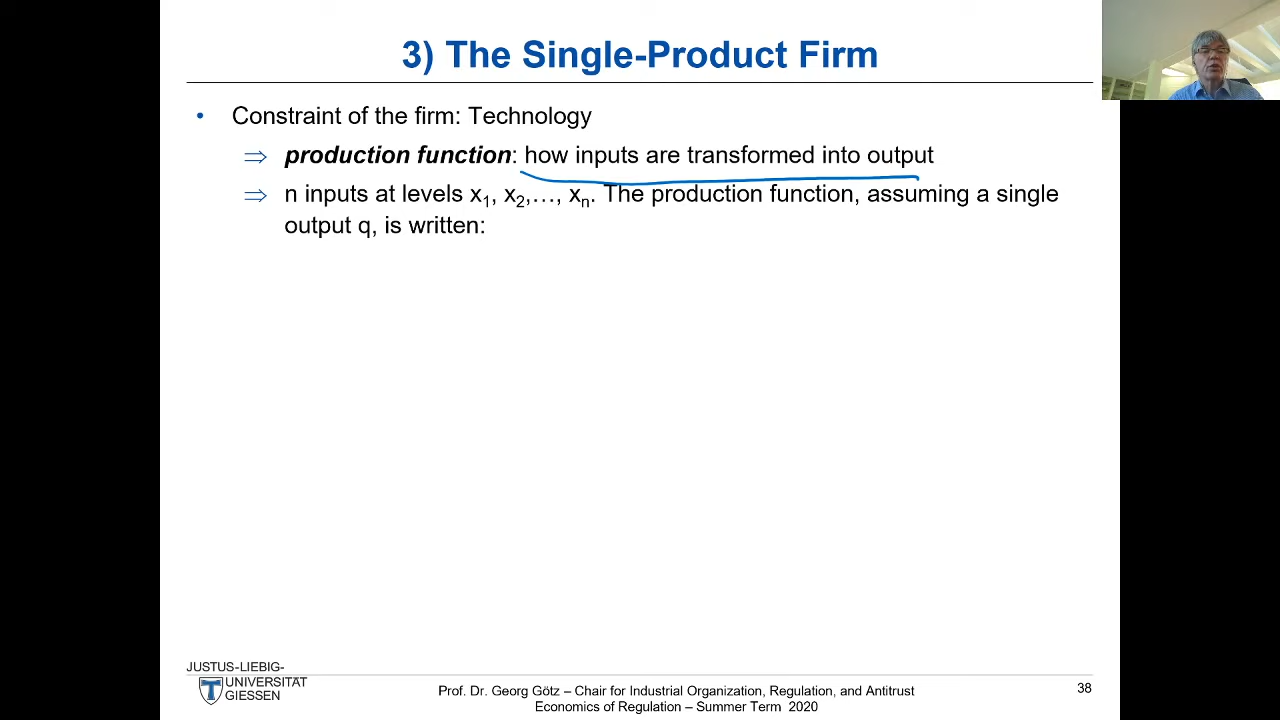 3) The Single-Product Firm
• Constraint of the firm: Technology
⇒ production function: how inputs are transformed into output
⇒ n inputs at levels x1, x2,…, xn. The production function, assuming a single
output q, is written:
JUSTUS-LIEBIG-
UNIVERSITÄT
GIESSEN
Prof. Dr. Georg Götz – Chair for Industrial Organization, Regulation, and Antitrust
Economics of Regulation – Summer Term 2020
38